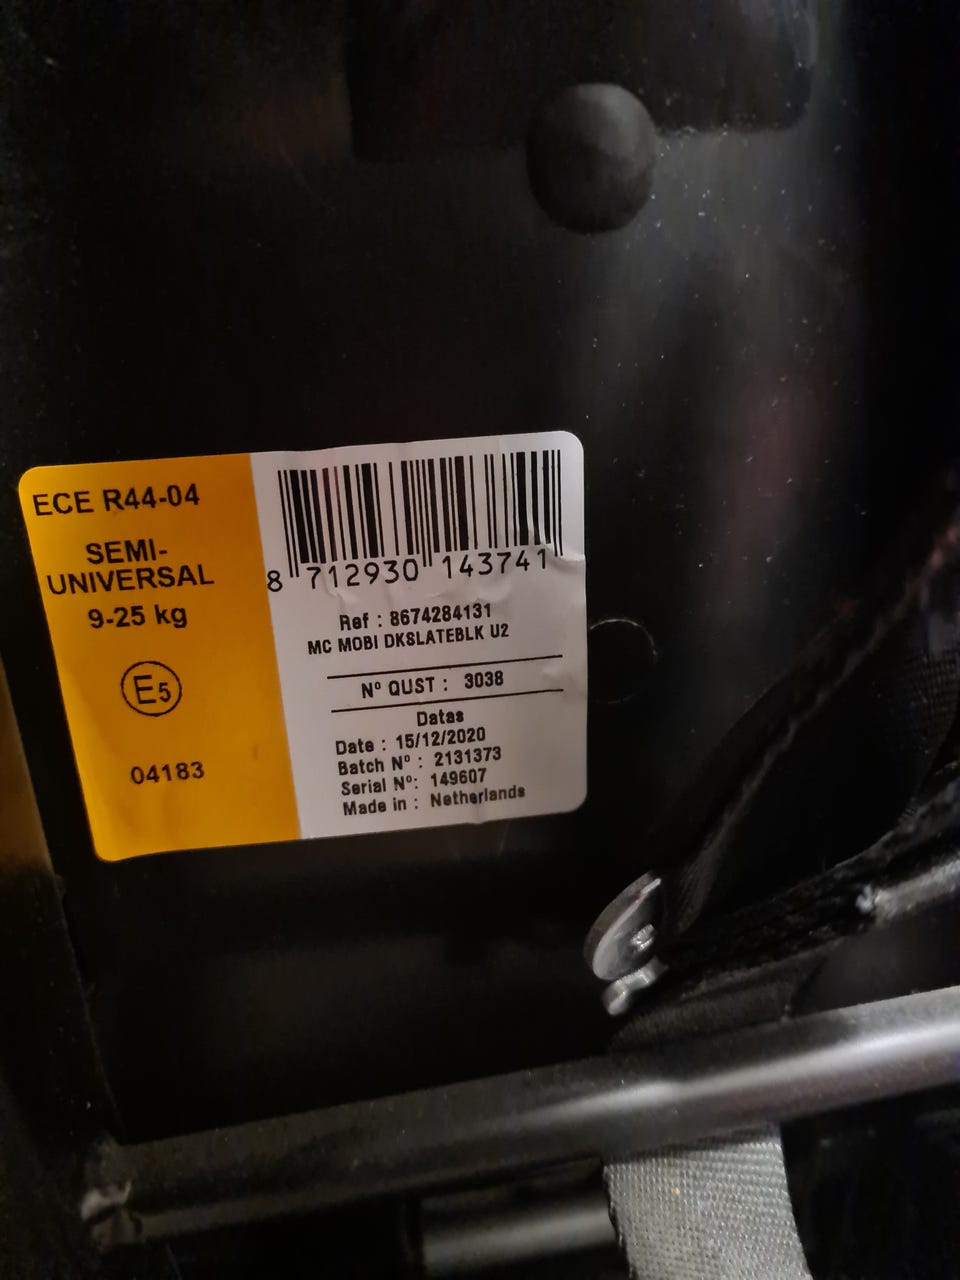 ECE R44-04
SEMI-
UNIVERSAL
9-25 kg
E5
04183
8 712930 143741
Ref : 8674284131
MC MOBI DKSLATEBLK U2
Nº QUST : 3038
Datas
Date : 15/12/2020
Batch Nº : 2131373
Serial Nº: 149607
Made in : Netherlands